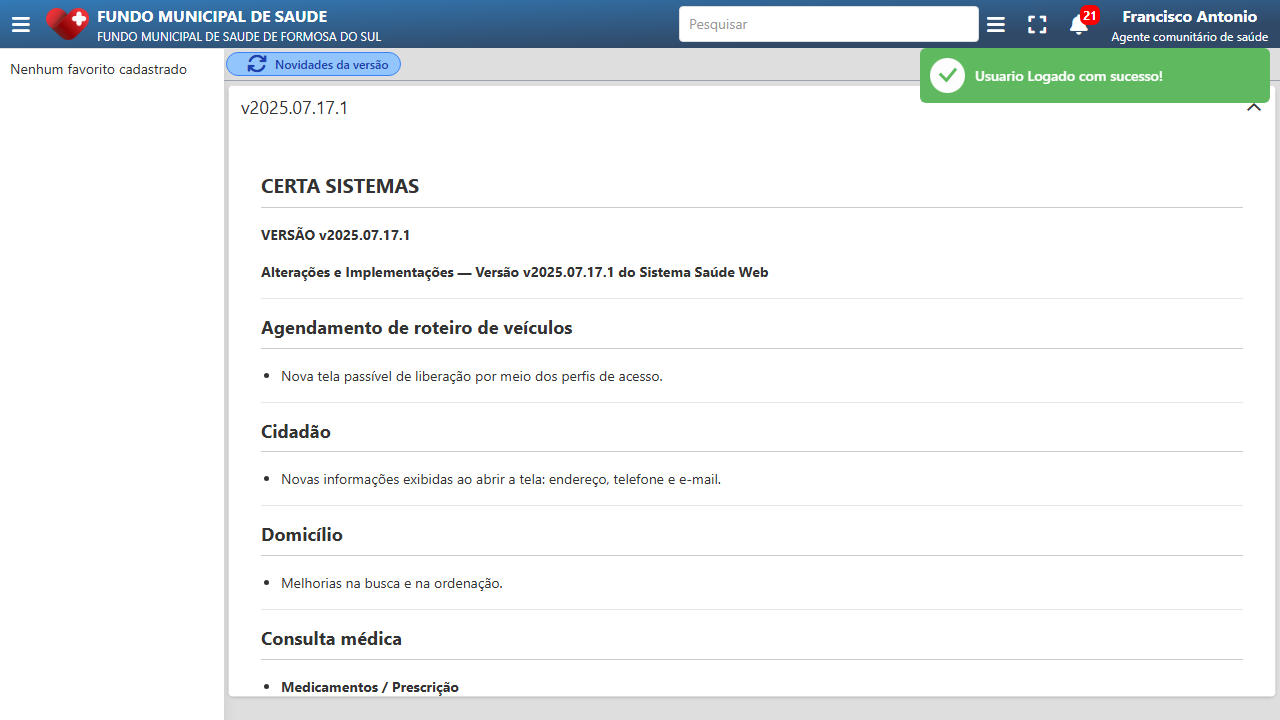 FUNDO MUNICIPAL DE SAUDE
FUNDO MUNICIPAL DE SAUDE DE FORMOSA DO SUL
Pesquisar
21
Francisco Antonio
Agente comunitário de saúde
Nenhum favorito cadastrado
Novidades da versão
Usuario Logado com sucesso!
v2025.07.17.1
CERTA SISTEMAS
VERSÃO v2025.07.17.1
Alterações e Implementações — Versão v2025.07.17.1 do Sistema Saúde Web
Agendamento de roteiro de veículos
• Nova tela passível de liberação por meio dos perfis de acesso.
Cidadão
• Novas informações exibidas ao abrir a tela: endereço, telefone e e-mail.
Domicílio
• Melhorias na busca e na ordenação.
Consulta médica
• Medicamentos / Prescrição